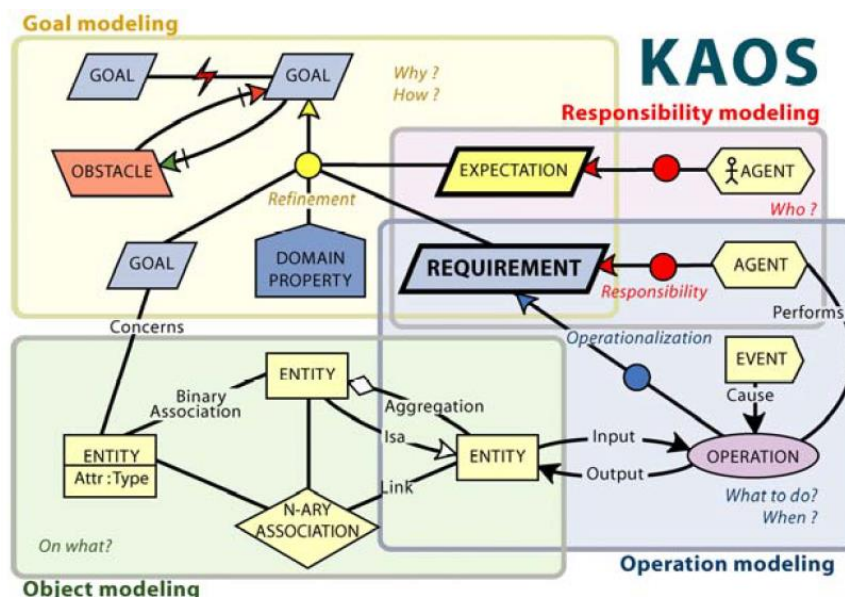 Goal modeling
KAOS
GOAL
GOAL
Why ?
How ?
Responsibility modeling
OBSTACLE
EXPECTATION
AGENT
Refinement
Who ?
GOAL
DOMAIN
PROPERTY
REQUIREMENT
AGENT
Responsibility
Performs
Concerns
Operationalization
EVENT
ENTITY
Cause
Binary
Association
Aggregation
Isa
Input
ENTITY
Attr : Type
ENTITY
OPERATION
Output
Link
N-ARY
ASSOCIATION
What to do?
When ?
On what?
Operation modeling
Object modeling